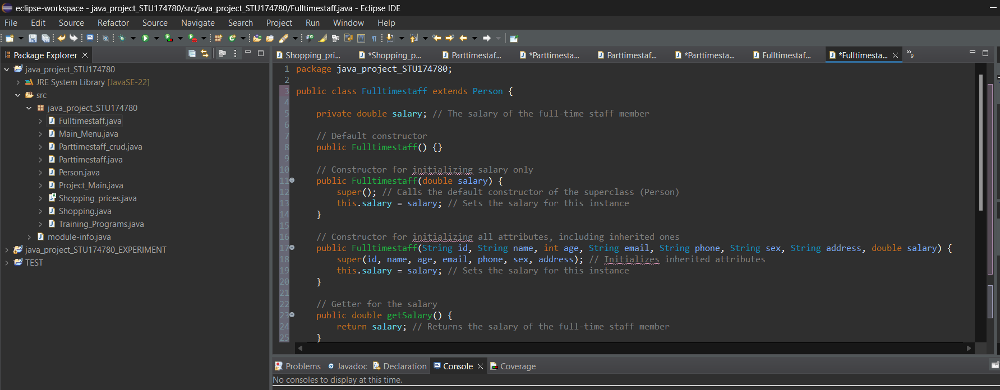 eclipse-workspace - java_project_STU174780/src/java_project_STU174780/Fulltimestaff.java - Eclipse IDE
File Edit Source Refactor Source Navigate Search Project Run Window Help
Package Explorer
java_project_STU174780
JRE System Library [JavaSE-22]
src
java_project_STU174780
Fulltimestaff.java
Main_Menu.java
Parttimestaff_crud.java
Parttimestaff.java
Person.java
Project_Main.java
Shopping_prices.java
Shopping.java
Training_Programs.java
module-info.java
java_project_STU174780_EXPERIMENT
TEST
Shopping_pri... *Shopping_p... Parttimestaf... *Parttimesta... Parttimestaf... *Parttimesta... Fulltimestaf... *Fulltimesta... 9
1 package java_project_STU174780;
2
3 public class Fulltimestaff extends Person {
4
5 private double salary; // The salary of the full-time staff member
6
7 // Default constructor
8 public Fulltimestaff() {}
9
10 // Constructor for initializing salary only
11 public Fulltimestaff(double salary) {
12 super(); // Calls the default constructor of the superclass (Person)
13 this.salary = salary; // Sets the salary for this instance
14 }
15
16 // Constructor for initializing all attributes, including inherited ones
17 public Fulltimestaff(String id, String name, int age, String email, String phone, String sex, String address, double salary) {
18 super(id, name, age, email, phone, sex, address); // Initializes inherited attributes
19 this.salary = salary; // Sets the salary for this instance
20 }
21
22 // Getter for the salary
23 public double getSalary() {
24 return salary; // Returns the salary of the full-time staff member
25 }
Problems Javadoc Declaration Console Coverage
No consoles to display at this time.